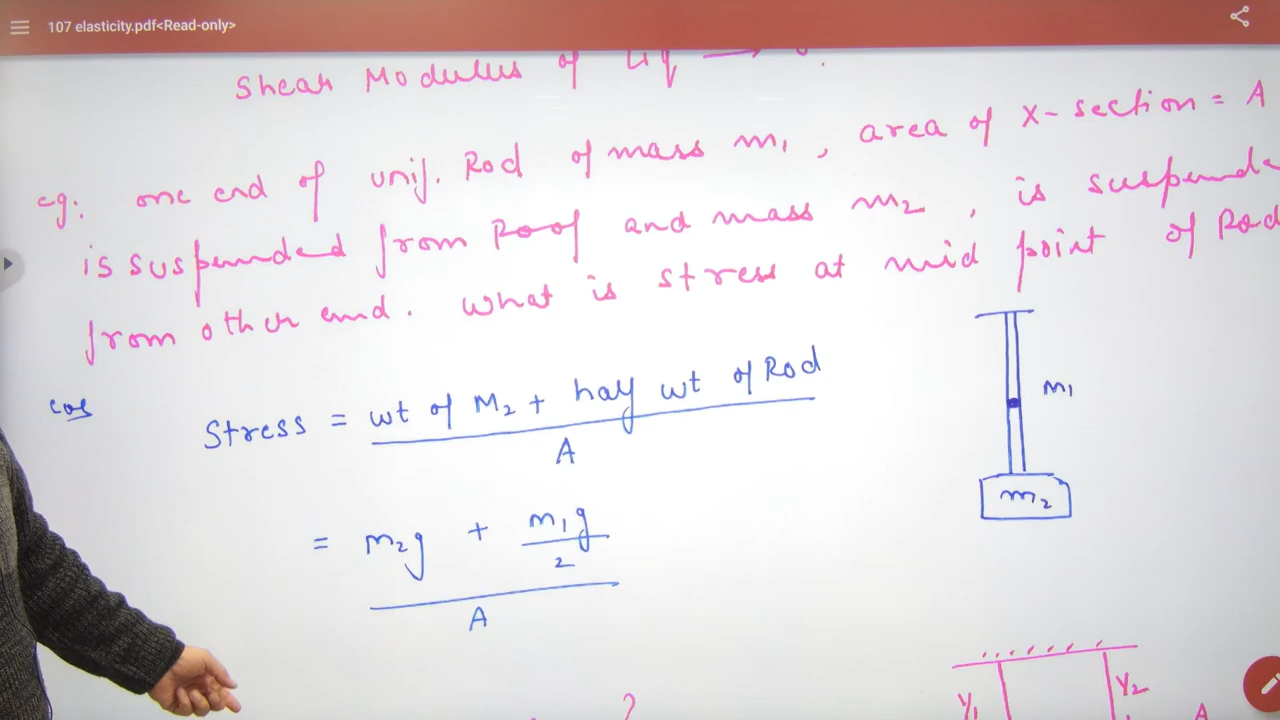 107 elasticity.pdf<Read-only>
Shear Modulus of Liq →
eg: one end of unif. Rod of mass m₁, area of x-section = A
is suspended from Roof and mass m₂, is suspende
from other end. What is stress at mid point of Rod
Stress = wt of M₂ + half wt of Rod
A
m₁
= m₂g + m₁g
2
A
m₂
?
Y₁ Y₂
A